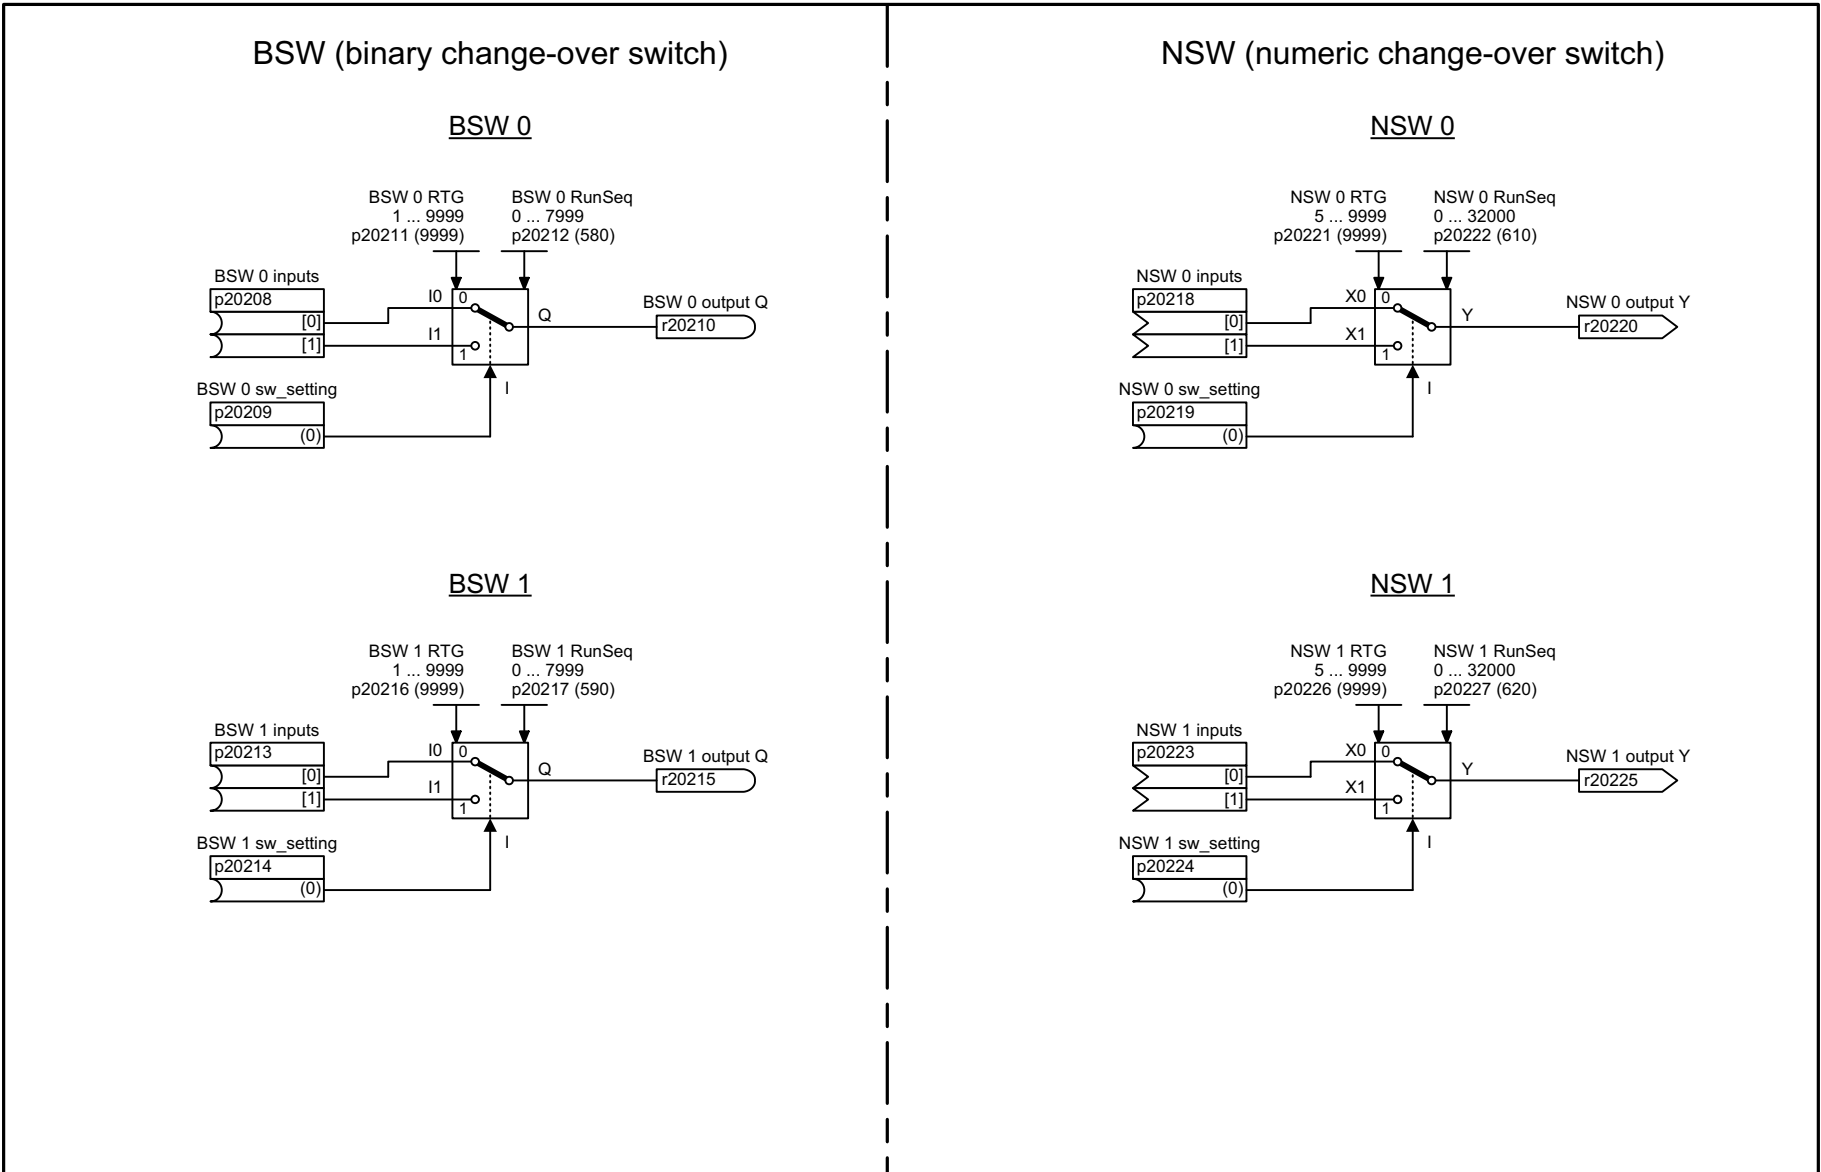 BSW (binary change-over switch)
BSW 0
BSW 0 RTG
1 ... 9999
p20211 (9999)
BSW 0 RunSeq
0 ... 7999
p20212 (580)
BSW 0 inputs
p20208
[0]
[1]
I0
I1
0
1
Q
I
BSW 0 output Q
r20210
BSW 0 sw_setting
p20209
(0)
BSW 1
BSW 1 RTG
1 ... 9999
p20216 (9999)
BSW 1 RunSeq
0 ... 7999
p20217 (590)
BSW 1 inputs
p20213
[0]
[1]
I0
I1
0
1
Q
I
BSW 1 output Q
r20215
BSW 1 sw_setting
p20214
(0)
NSW (numeric change-over switch)
NSW 0
NSW 0 RTG
5 ... 9999
p20221 (9999)
NSW 0 RunSeq
0 ... 32000
p20222 (610)
NSW 0 inputs
p20218
[0]
[1]
X0
X1
0
1
Y
I
NSW 0 output Y
r20220
NSW 0 sw_setting
p20219
(0)
NSW 1
NSW 1 RTG
5 ... 9999
p20226 (9999)
NSW 1 RunSeq
0 ... 32000
p20227 (620)
NSW 1 inputs
p20223
[0]
[1]
X0
X1
0
1
Y
I
NSW 1 output Y
r20225
NSW 1 sw_setting
p20224
(0)